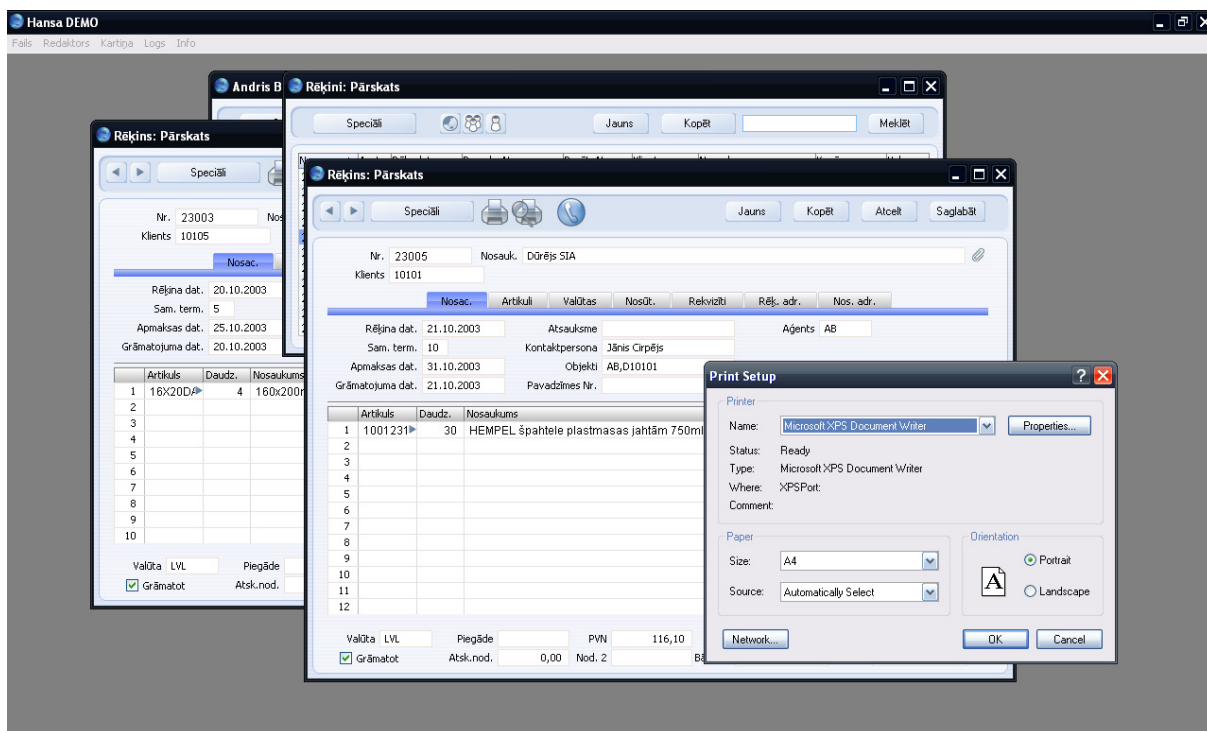 Hansa DEMO
Fails Redaktors Kartiņa Logs Info
Andris B
Rēķini: Pārskats
Speciāli Jauns Kopēt Meklēt
Rēķins: Pārskats
Speciāli
Nr. 23003
Klients 10105
Nosac.
Rēķina dat. 20.10.2003
Sam. term. 5
Apmaksas dat. 25.10.2003
Grāmatojuma dat. 20.10.2003
Artikuls Daudz. Nosaukums
1 16X20DA 4
2
3
4
5
6
7
8
9
10
Valūta LVL Piegāde
Grāmatot Atsk.nod.
Rēķins: Pārskats
Speciāli Jauns Kopēt Atcelt Saglabāt
Nr. 23005 Nosauk. Dūrējs SIA
Klients 10101
Nosac. Artikuli Valūtas Nosūt. Rekvizīti Rēķ. adr. Nos. adr.
Rēķina dat. 21.10.2003 Atsauksme Aģents AB
Sam. term. 10 Kontaktpersona Jānis Cirpējs
Apmaksas dat. 31.10.2003 Objekti AB,D10101
Grāmatojuma dat. 21.10.2003 Pavadzīmes Nr.
Artikuls Daudz. Nosaukums
1 1001231 30 HEMPEL špahtele plastmasas jahtām 750ml
2
3
4
5
6
7
8
9
10
11
12
Valūta LVL Piegāde PVN 116,10
Grāmatot Atsk.nod. 0,00 Nod. 2
Print Setup
Printer
Name: Microsoft XPS Document Writer Properties...
Status: Ready
Type: Microsoft XPS Document Writer
Where: XPSPort:
Comment:
Paper Orientation
Size: A4 Portrait
A
Source: Automatically Select Landscape
Network... OK Cancel